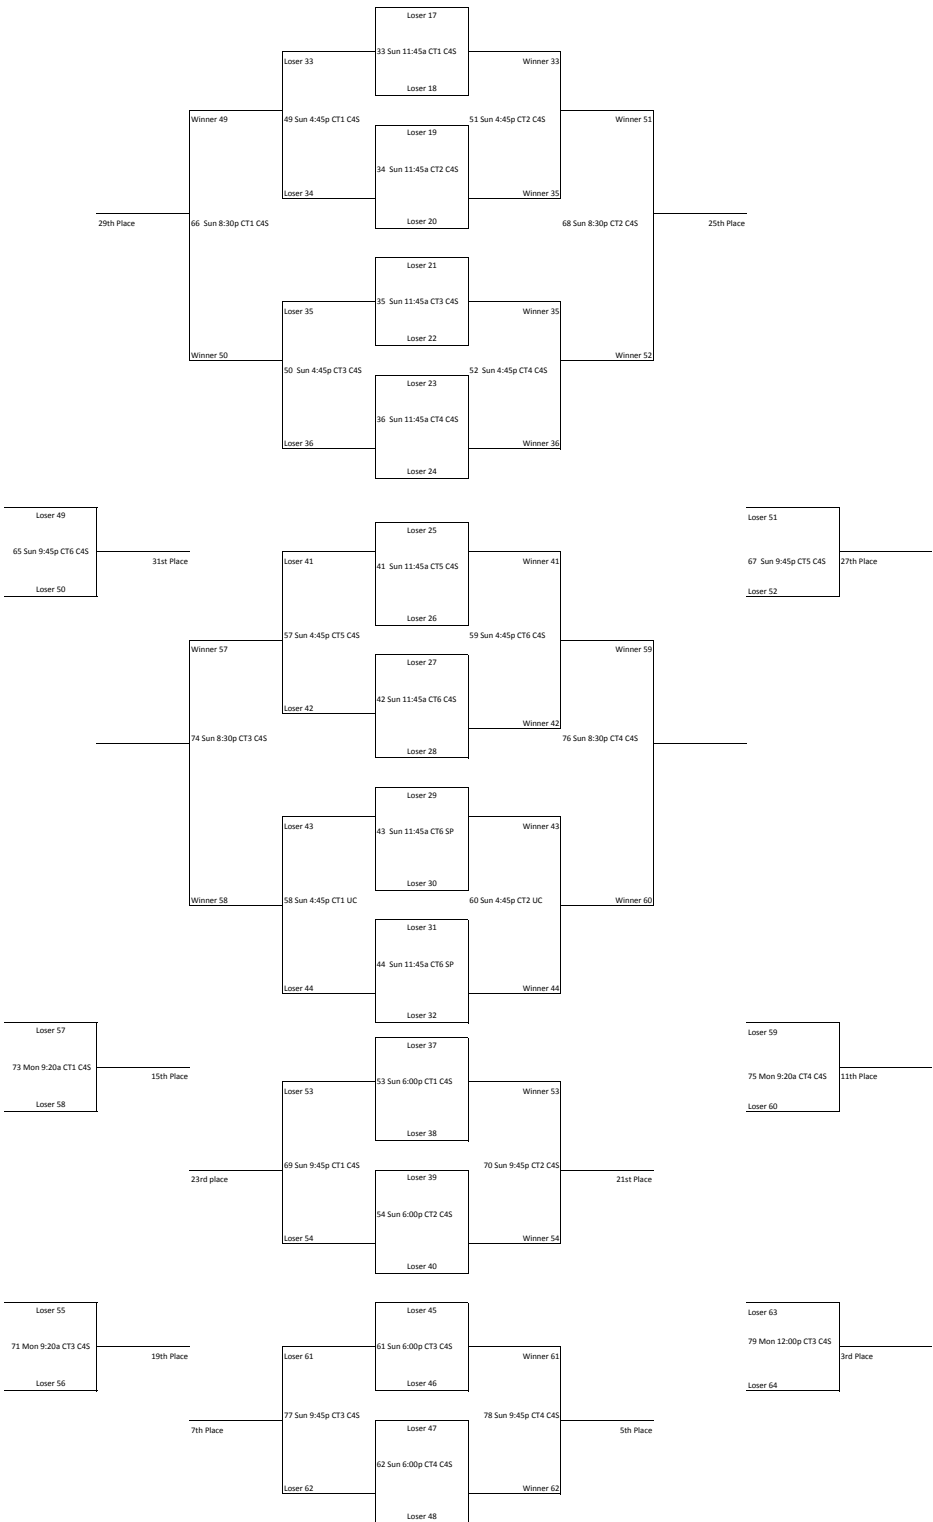 Loser 17
33 Sun 11:45a CT1 C4S
Loser 33
Winner 33
Loser 18
Winner 49
49 Sun 4:45p CT1 C4S
51 Sun 4:45p CT2 C4S
Winner 51
Loser 19
34 Sun 11:45a CT2 C4S
Loser 34
Winner 35
Loser 20
29th Place
66 Sun 8:30p CT1 C4S
68 Sun 8:30p CT2 C4S
25th Place
Loser 21
35 Sun 11:45a CT3 C4S
Loser 35
Winner 35
Loser 22
Winner 50
Winner 52
50 Sun 4:45p CT3 C4S
52 Sun 4:45p CT4 C4S
Loser 23
36 Sun 11:45a CT4 C4S
Loser 36
Winner 36
Loser 24
Loser 49
Loser 51
Loser 25
65 Sun 9:45p CT6 C4S
31st Place
Loser 41
41 Sun 11:45a CT5 C4S
Winner 41
67 Sun 9:45p CT5 C4S
27th Place
Loser 50
Loser 52
Loser 26
57 Sun 4:45p CT5 C4S
59 Sun 4:45p CT6 C4S
Winner 57
Winner 59
Loser 27
42 Sun 11:45a CT6 C4S
Loser 42
Winner 42
74 Sun 8:30p CT3 C4S
76 Sun 8:30p CT4 C4S
Loser 28
Loser 29
Loser 43
43 Sun 11:45a CT6 SP
Winner 43
Loser 30
Winner 58
58 Sun 4:45p CT1 UC
60 Sun 4:45p CT2 UC
Winner 60
Loser 31
44 Sun 11:45a CT6 SP
Loser 44
Winner 44
Loser 32
Loser 57
Loser 59
Loser 37
73 Mon 9:20a CT1 C4S
15th Place
75 Mon 9:20a CT4 C4S
11th Place
53 Sun 6:00p CT1 C4S
Loser 53
Winner 53
Loser 58
Loser 60
Loser 38
69 Sun 9:45p CT1 C4S
70 Sun 9:45p CT2 C4S
23rd place
Loser 39
21st Place
54 Sun 6:00p CT2 C4S
Loser 54
Winner 54
Loser 40
Loser 55
Loser 45
Loser 63
71 Mon 9:20a CT3 C4S
19th Place
61 Sun 6:00p CT3 C4S
79 Mon 12:00p CT3 C4S
3rd Place
Loser 61
Winner 61
Loser 56
Loser 46
Loser 64
77 Sun 9:45p CT3 C4S
78 Sun 9:45p CT4 C4S
7th Place
Loser 47
5th Place
62 Sun 6:00p CT4 C4S
Loser 62
Winner 62
Loser 48